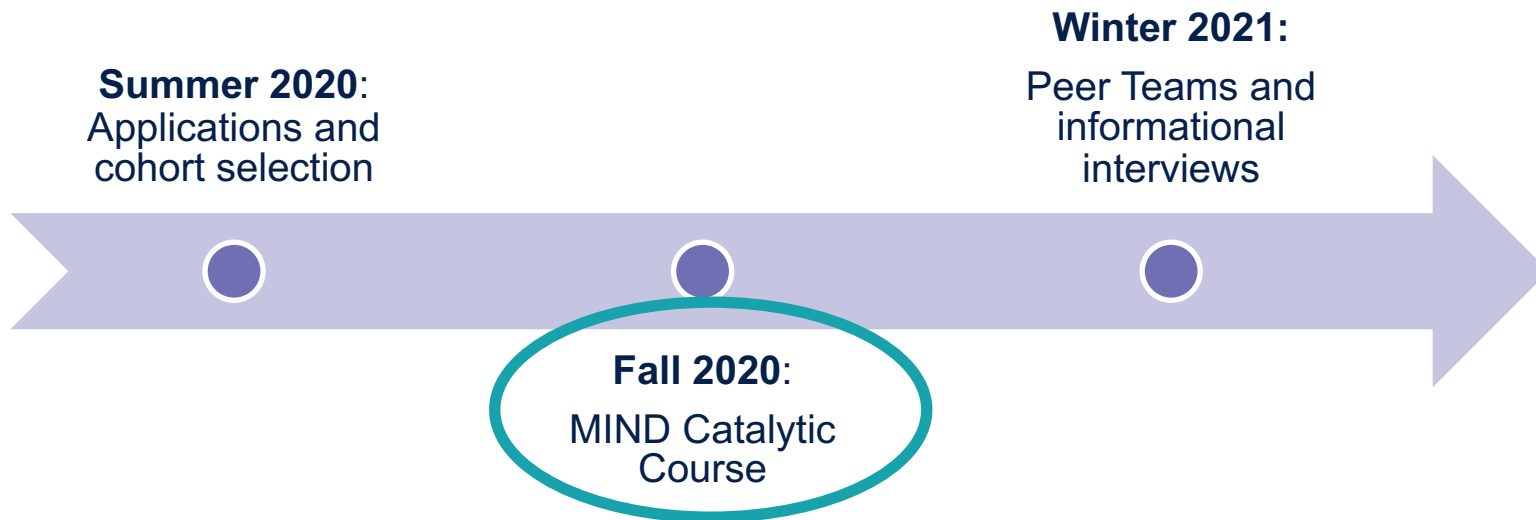 Summer 2020:
Applications and
cohort selection
Fall 2020:
MIND Catalytic
Course
Winter 2021:
Peer Teams and
informational
interviews